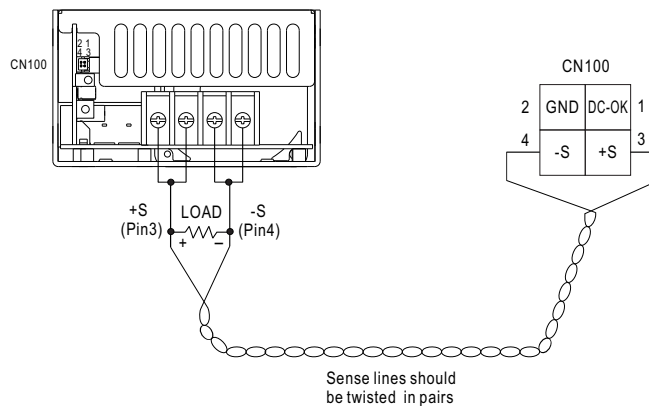 2 1
4 3
CN100
CN100
2 GND DC-OK 1
4 -S +S 3
+S
(Pin3)
LOAD
+ –
-S
(Pin4)
Sense lines should
be twisted in pairs